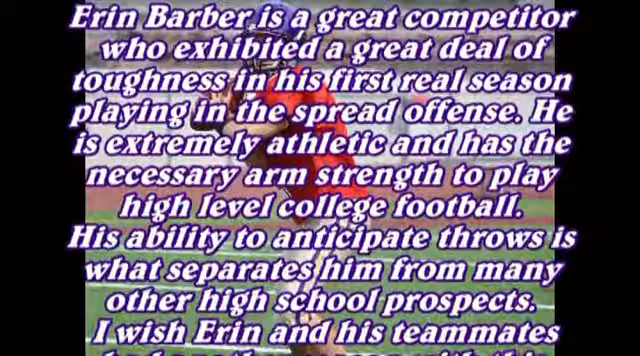 Erin Barber is a great competitor
who exhibited a great deal of
toughness in his first real season
playing in the spread offense. He
is extremely athletic and has the
necessary arm strength to play
high level college football.
His ability to anticipate throws is
what separates him from many
other high school prospects.
I wish Erin and his teammates